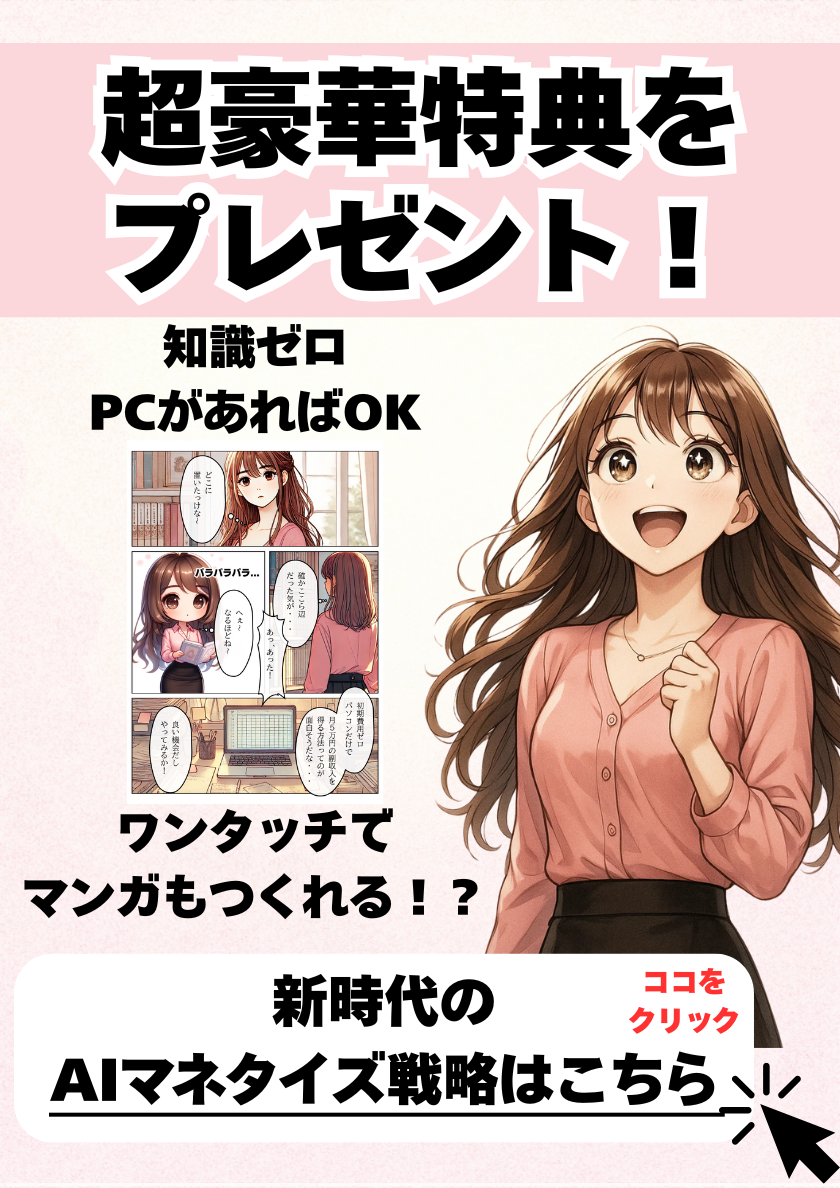 超豪華特典を
プレゼント！
知識ゼロ
PCがあればOK
どこに
置いたっけな～
パラパラパラ...
へぇ～
なるほどね～
確かここら辺
だった気が・・・
あっ、あった！
初期費用ゼロ
パソコンだけで
月５万円の副収入を
得る方法ってのが
面白そうだな・・・
良い機会だし
やってみるか！
ワンタッチで
マンガもつくれる！？
新時代の
AIマネタイズ戦略はこちら
ココを
クリック